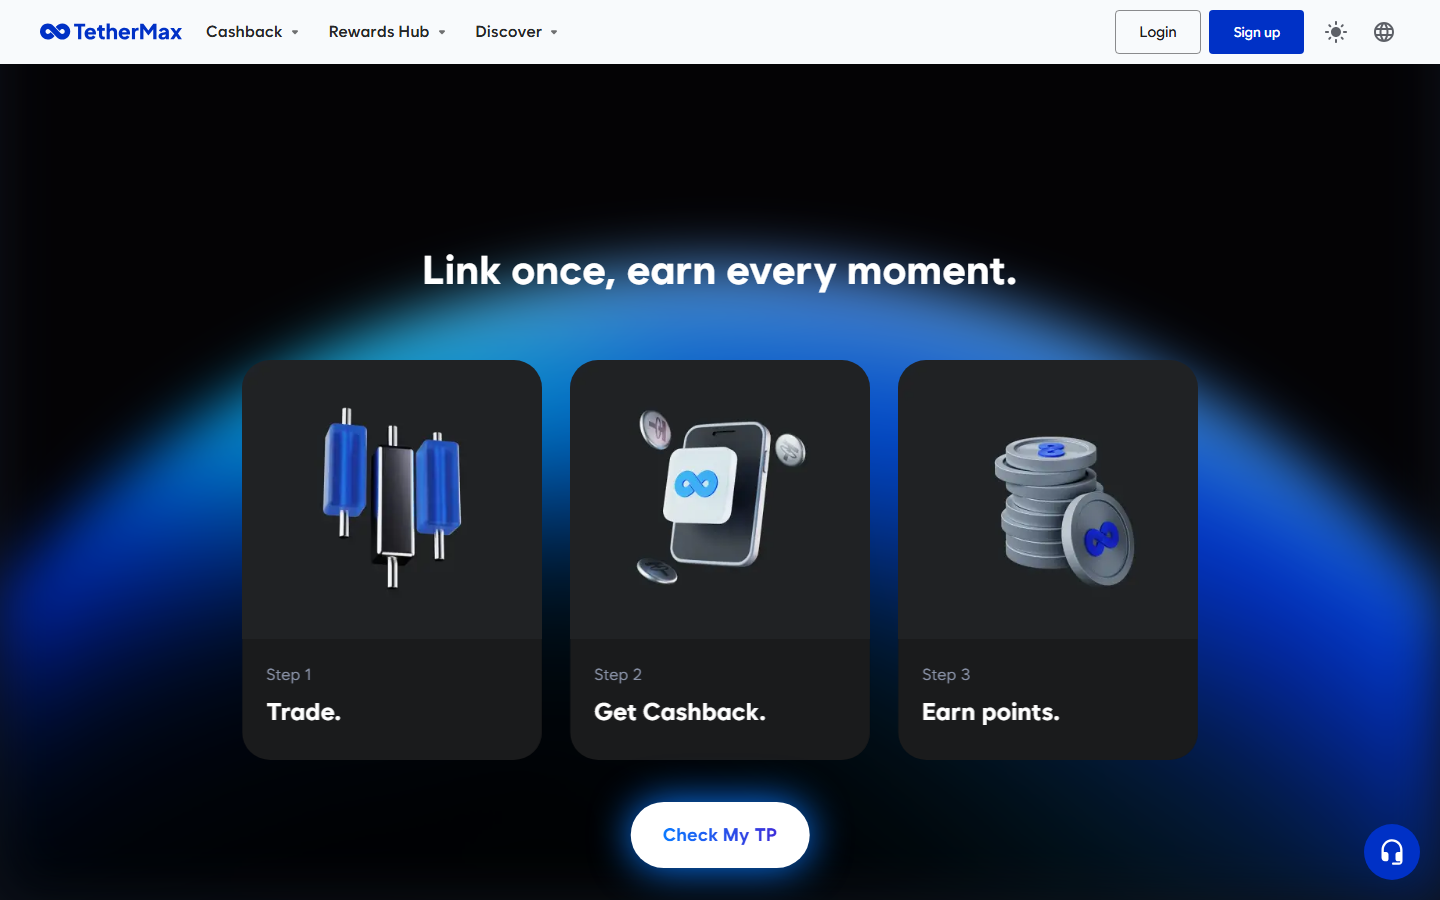 TetherMax
Cashback
Rewards Hub
Discover
Login
Sign up
Link once, earn every moment.
Step 1
Trade.
Step 2
Get Cashback.
Step 3
Earn points.
Check My TP